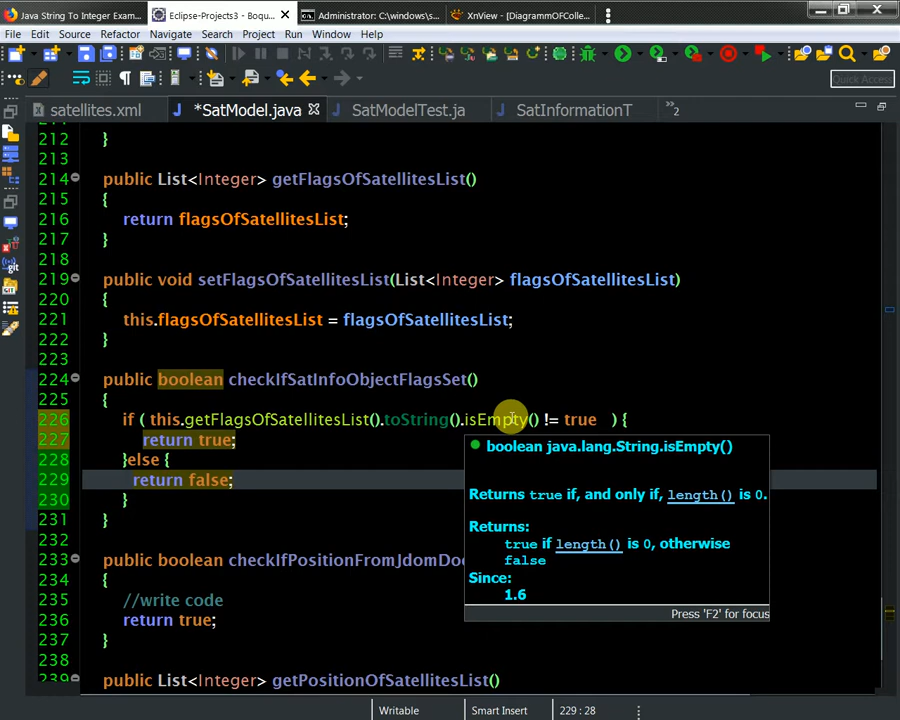 Java String To Integer Exam...
Eclipse-Projects3 - Boqu...
Administrator: C:\windows\s...
XnView - [DiagrammOfColle...
File Edit Source Refactor Navigate Search Project Run Window Help
Quick Access
satellites.xml
*SatModel.java
SatModelTest.ja
SatInformationT
»2
212 }
213
214 public List<Integer> getFlagsOfSatellitesList()
215 {
216 return flagsOfSatellitesList;
217 }
218
219 public void setFlagsOfSatellitesList(List<Integer> flagsOfSatellitesList)
220 {
221 this.flagsOfSatellitesList = flagsOfSatellitesList;
222 }
223
224 public boolean checkIfSatInfoObjectFlagsSet()
225 {
226 if ( this.getFlagsOfSatellitesList().toString().isEmpty() != true ) {
227 return true;
228 }else {
229 return false;
230 }
231 }
232
233 public boolean checkIfPositionFromJdomDoc
234 {
235 //write code
236 return true;
237 }
238
239 public List<Integer> getPositionOfSatellitesList()
boolean java.lang.String.isEmpty()
Returns true if, and only if, length() is 0.
Returns:
true if length() is 0, otherwise
false
Since:
1.6
Press 'F2' for focus
Writable
Smart Insert
229 : 28